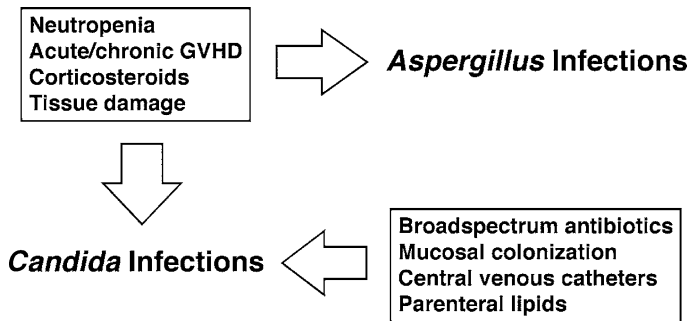 Neutropenia
Acute/chronic GVHD
Corticosteroids
Tissue damage
Aspergillus Infections
Candida Infections
Broadspectrum antibiotics
Mucosal colonization
Central venous catheters
Parenteral lipids